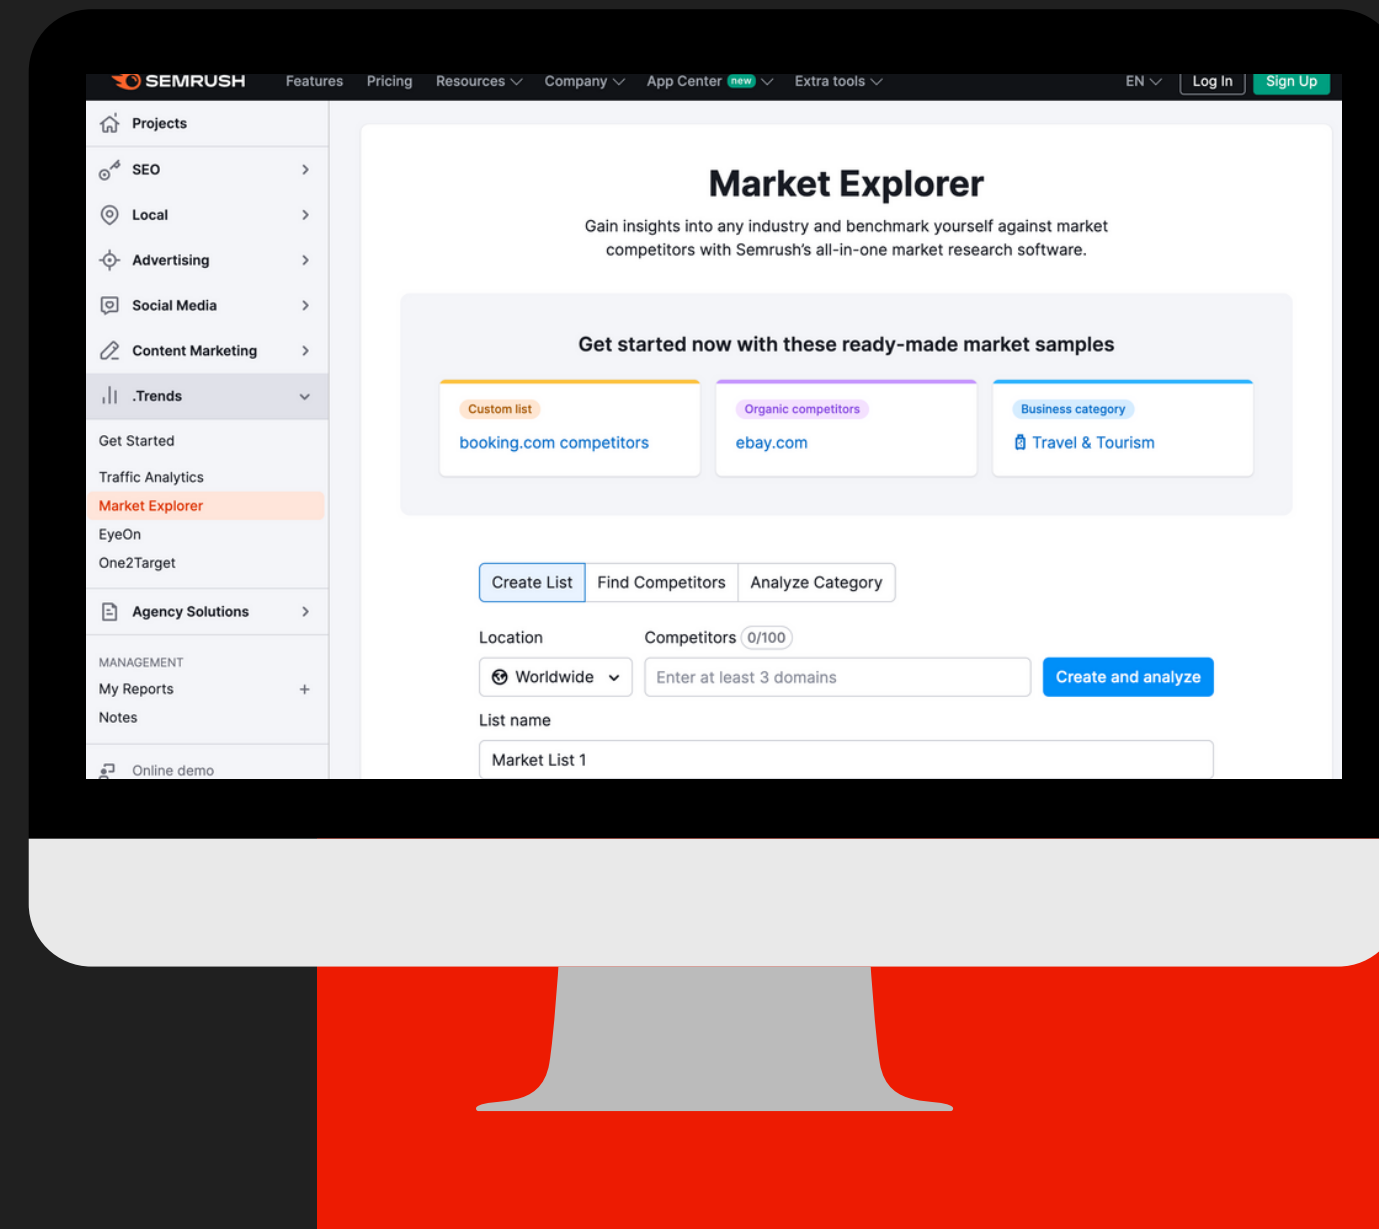 SEMRUSH Features Pricing Resources Company App Center new Extra tools EN Log In Sign Up
Projects
SEO
Local
Advertising
Social Media
Content Marketing
.Trends
Get Started
Traffic Analytics
Market Explorer
EyeOn
One2Target
Agency Solutions
MANAGEMENT
My Reports +
Notes
Online demo
Market Explorer
Gain insights into any industry and benchmark yourself against market
competitors with Semrush's all-in-one market research software.
Get started now with these ready-made market samples
Custom list
booking.com competitors
Organic competitors
ebay.com
Business category
Travel & Tourism
Create List Find Competitors Analyze Category
Location Competitors 0/100
Worldwide Enter at least 3 domains Create and analyze
List name
Market List 1